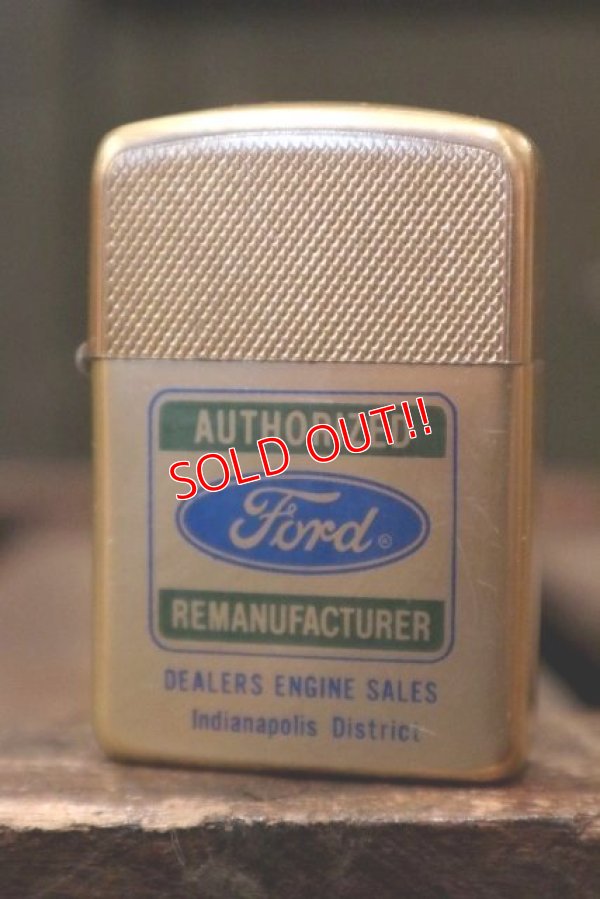 AUTHORIZED
SOLD OUT!!
Ford ®
REMANUFACTURER
DEALERS ENGINE SALES
Indianapolis District